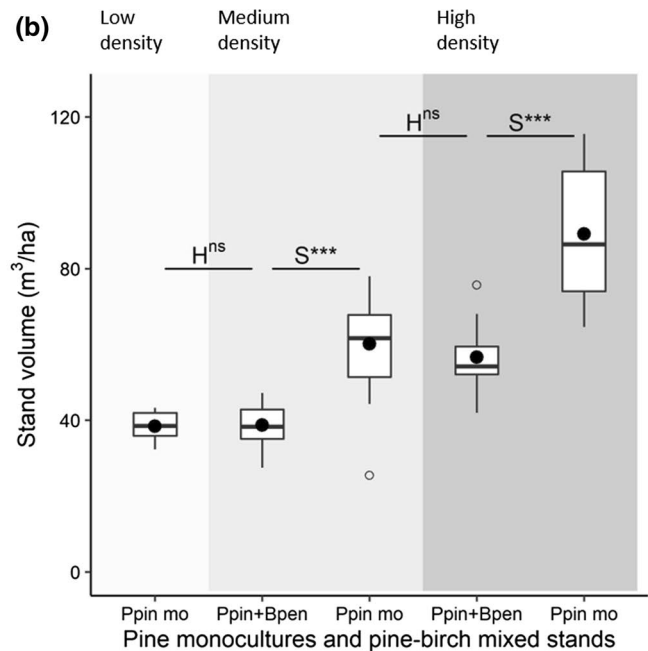 (b)
Low
density
Medium
density
High
density
Stand volume (m³/ha)
120
80
40
0
Hⁿˢ
S***
Hⁿˢ
S***
Ppin mo
Ppin+Bpen
Ppin mo
Ppin+Bpen
Ppin mo
Pine monocultures and pine-birch mixed stands